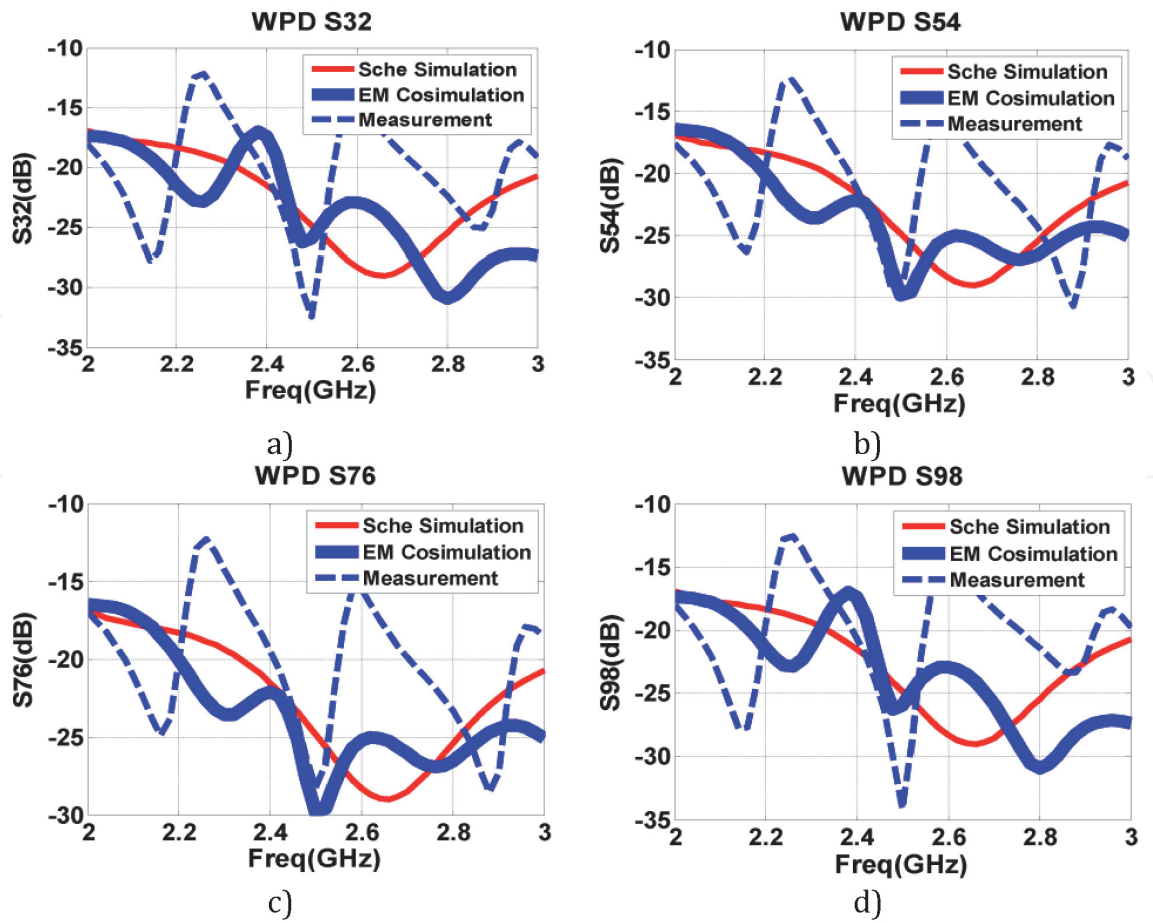 WPD S32
-10
-15
-20
-25
-30
-35
S32(dB)
Sche Simulation
EM Cosimulation
Measurement
2 2.2 2.4 2.6 2.8 3
Freq(GHz)
a)
WPD S54
-10
-15
-20
-25
-30
-35
S54(dB)
Sche Simulation
EM Cosimulation
Measurement
2 2.2 2.4 2.6 2.8 3
Freq(GHz)
b)
WPD S76
-10
-15
-20
-25
-30
S76(dB)
Sche Simulation
EM Cosimulation
Measurement
2 2.2 2.4 2.6 2.8 3
Freq(GHz)
c)
WPD S98
-10
-15
-20
-25
-30
-35
S98(dB)
Sche Simulation
EM Cosimulation
Measurement
2 2.2 2.4 2.6 2.8 3
Freq(GHz)
d)